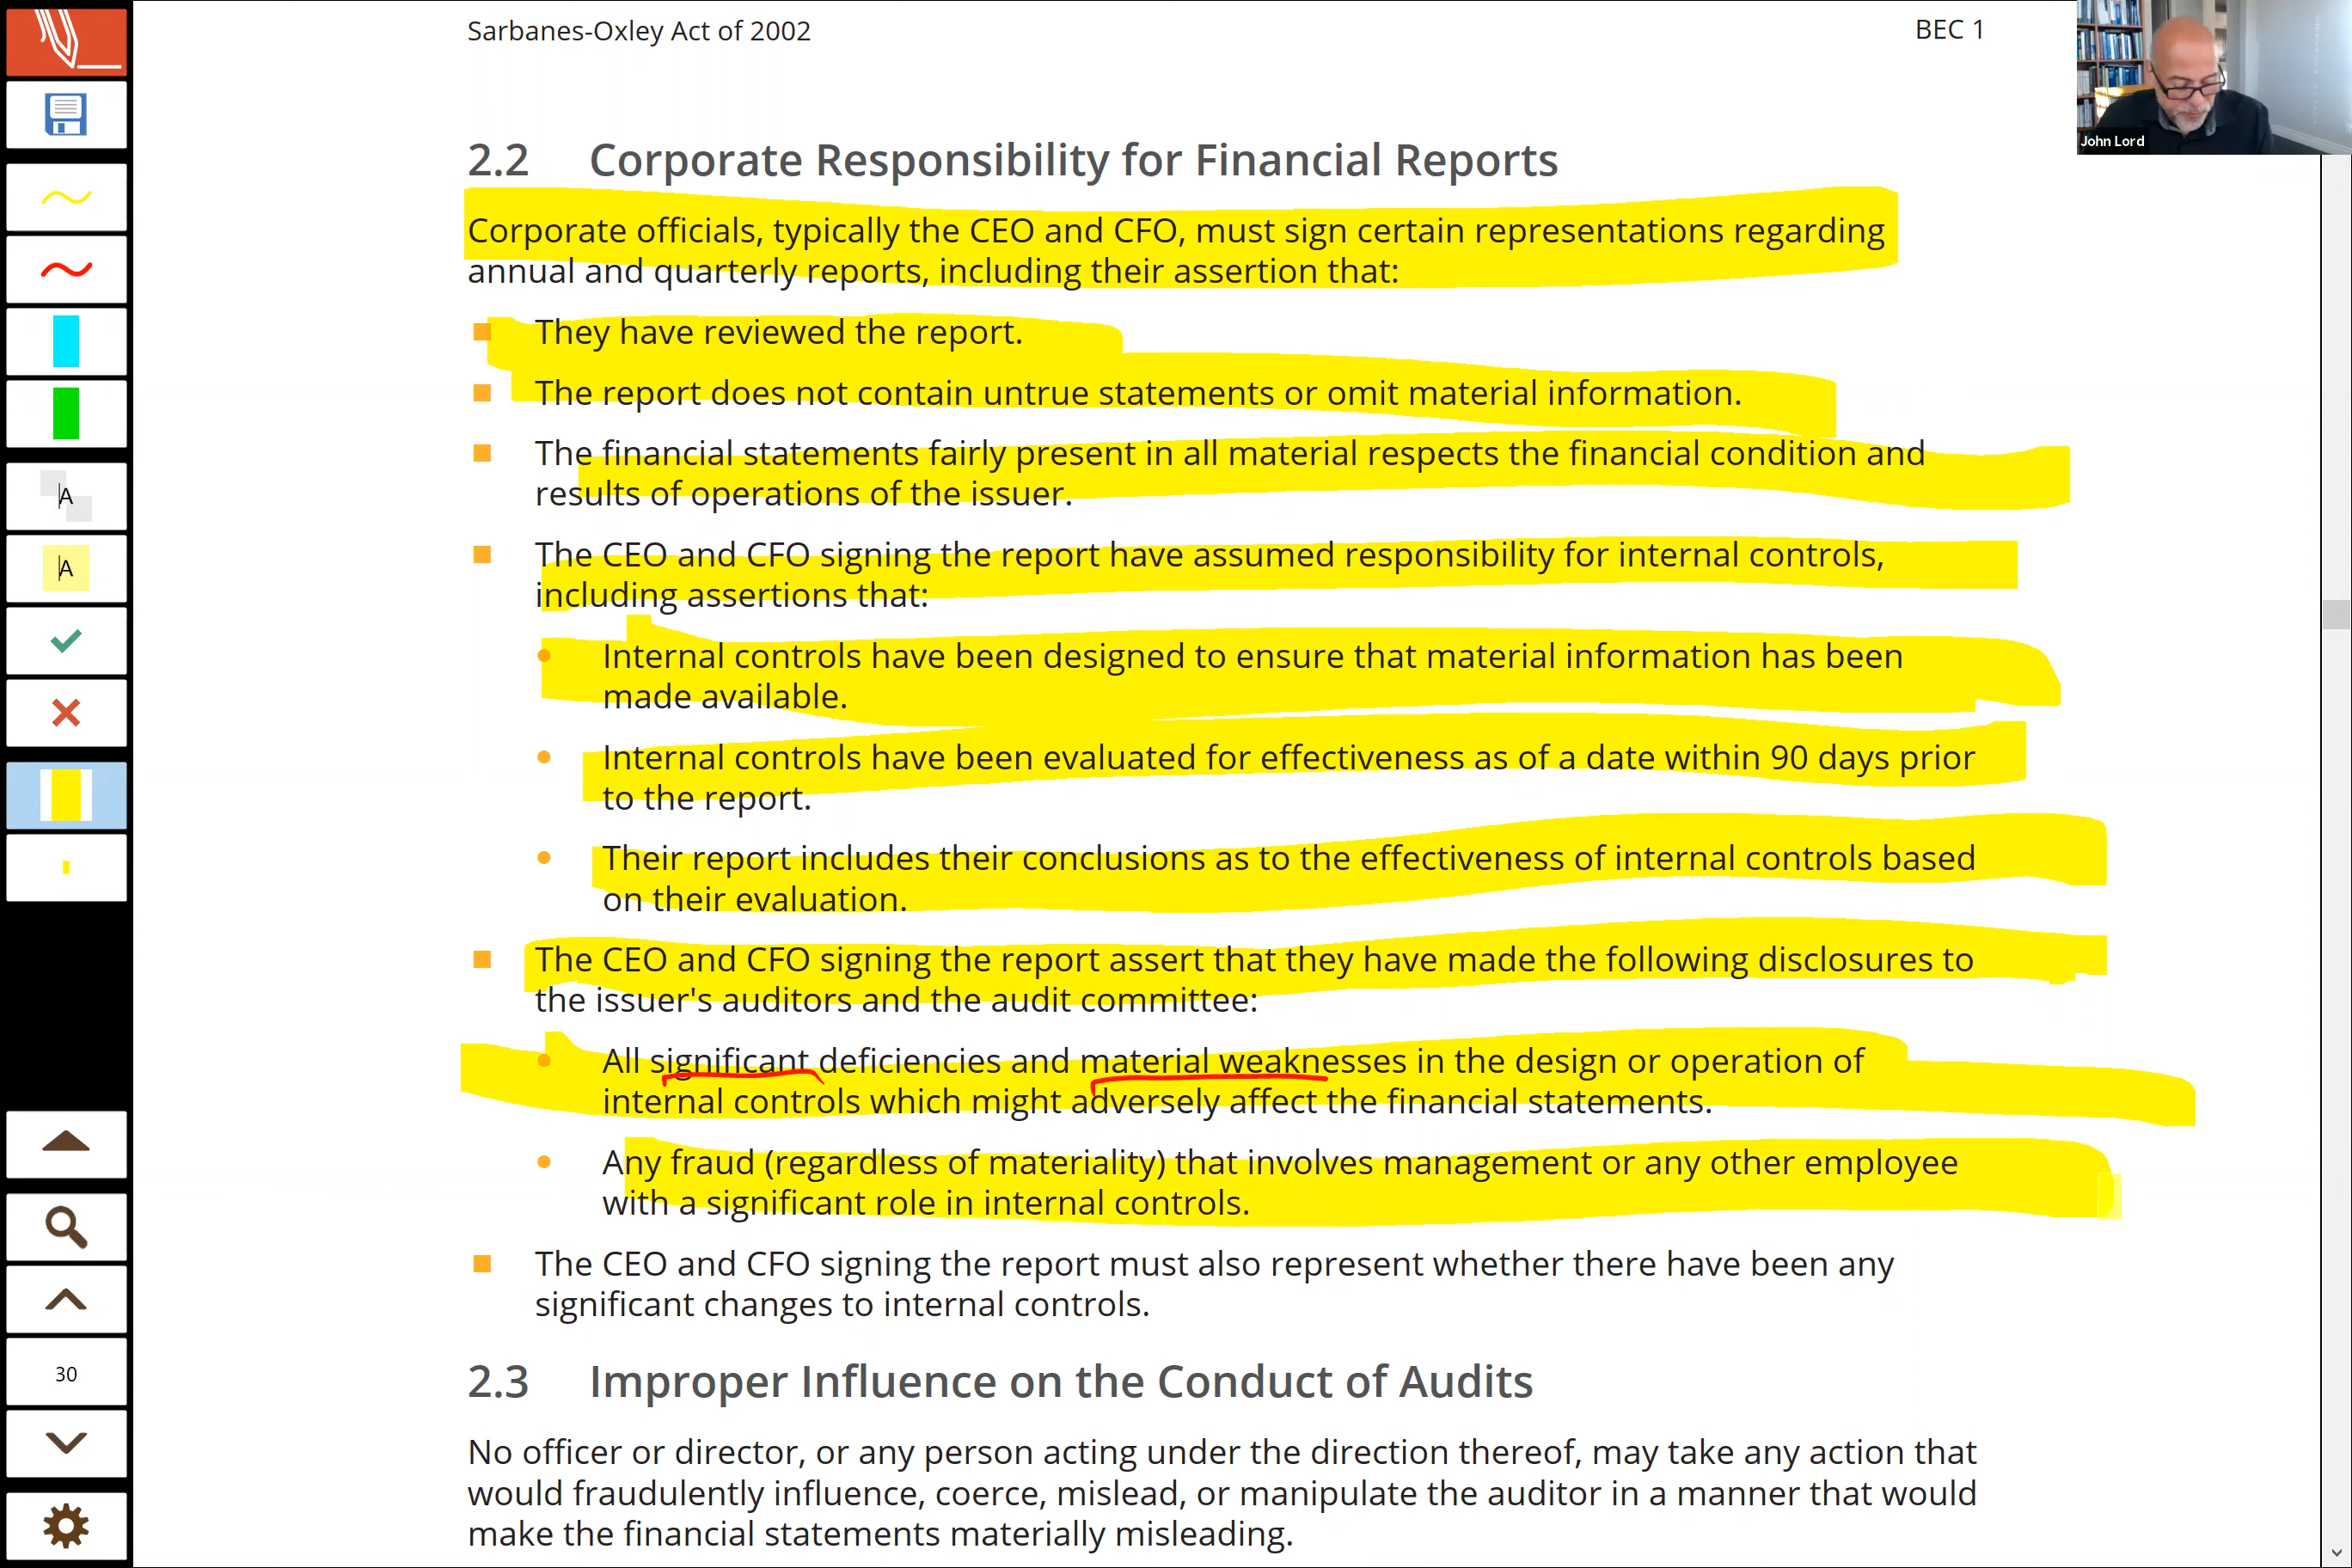 Sarbanes-Oxley Act of 2002
BEC 1
John Lord
2.2 Corporate Responsibility for Financial Reports
Corporate officials, typically the CEO and CFO, must sign certain representations regarding
annual and quarterly reports, including their assertion that:
They have reviewed the report.
The report does not contain untrue statements or omit material information.
The financial statements fairly present in all material respects the financial condition and
results of operations of the issuer.
The CEO and CFO signing the report have assumed responsibility for internal controls,
including assertions that:
Internal controls have been designed to ensure that material information has been
made available.
Internal controls have been evaluated for effectiveness as of a date within 90 days prior
to the report.
Their report includes their conclusions as to the effectiveness of internal controls based
on their evaluation.
The CEO and CFO signing the report assert that they have made the following disclosures to
the issuer's auditors and the audit committee:
All significant deficiencies and material weaknesses in the design or operation of
internal controls which might adversely affect the financial statements.
Any fraud (regardless of materiality) that involves management or any other employee
with a significant role in internal controls.
The CEO and CFO signing the report must also represent whether there have been any
significant changes to internal controls.
2.3 Improper Influence on the Conduct of Audits
No officer or director, or any person acting under the direction thereof, may take any action that
would fraudulently influence, coerce, mislead, or manipulate the auditor in a manner that would
make the financial statements materially misleading.
A
A
30